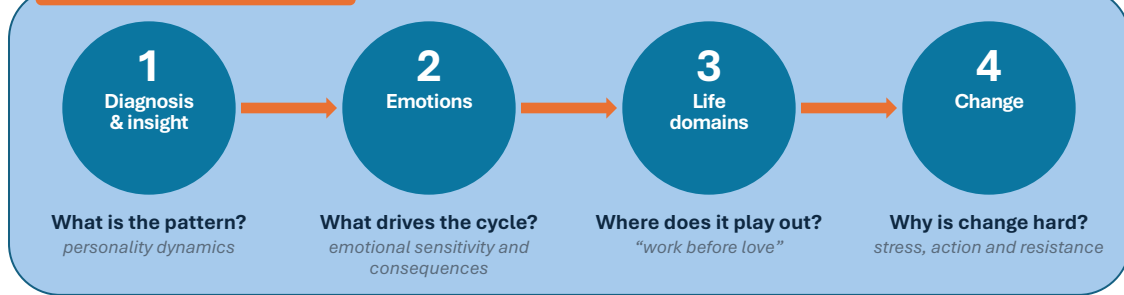 1
Diagnosis
& insight
2
Emotions
3
Life
domains
4
Change
What is the pattern?
personality dynamics
What drives the cycle?
emotional sensitivity and
consequences
Where does it play out?
“work before love”
Why is change hard?
stress, action and resistance